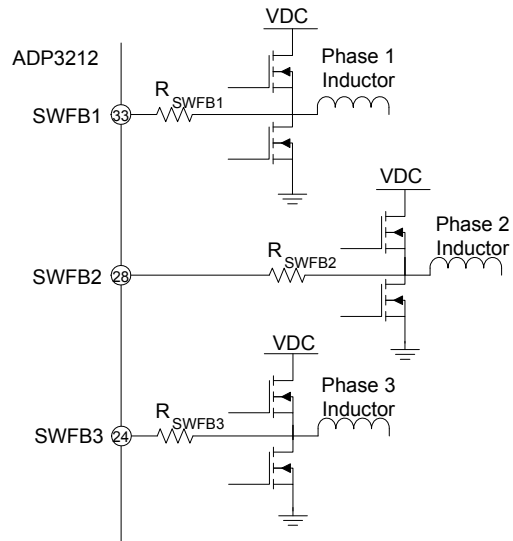 VDC
ADP3212
Phase 1
Inductor
R SWFB1
SWFB1 33
VDC
Phase 2
Inductor
R SWFB2
SWFB2 28
VDC
Phase 3
Inductor
R SWFB3
SWFB3 24